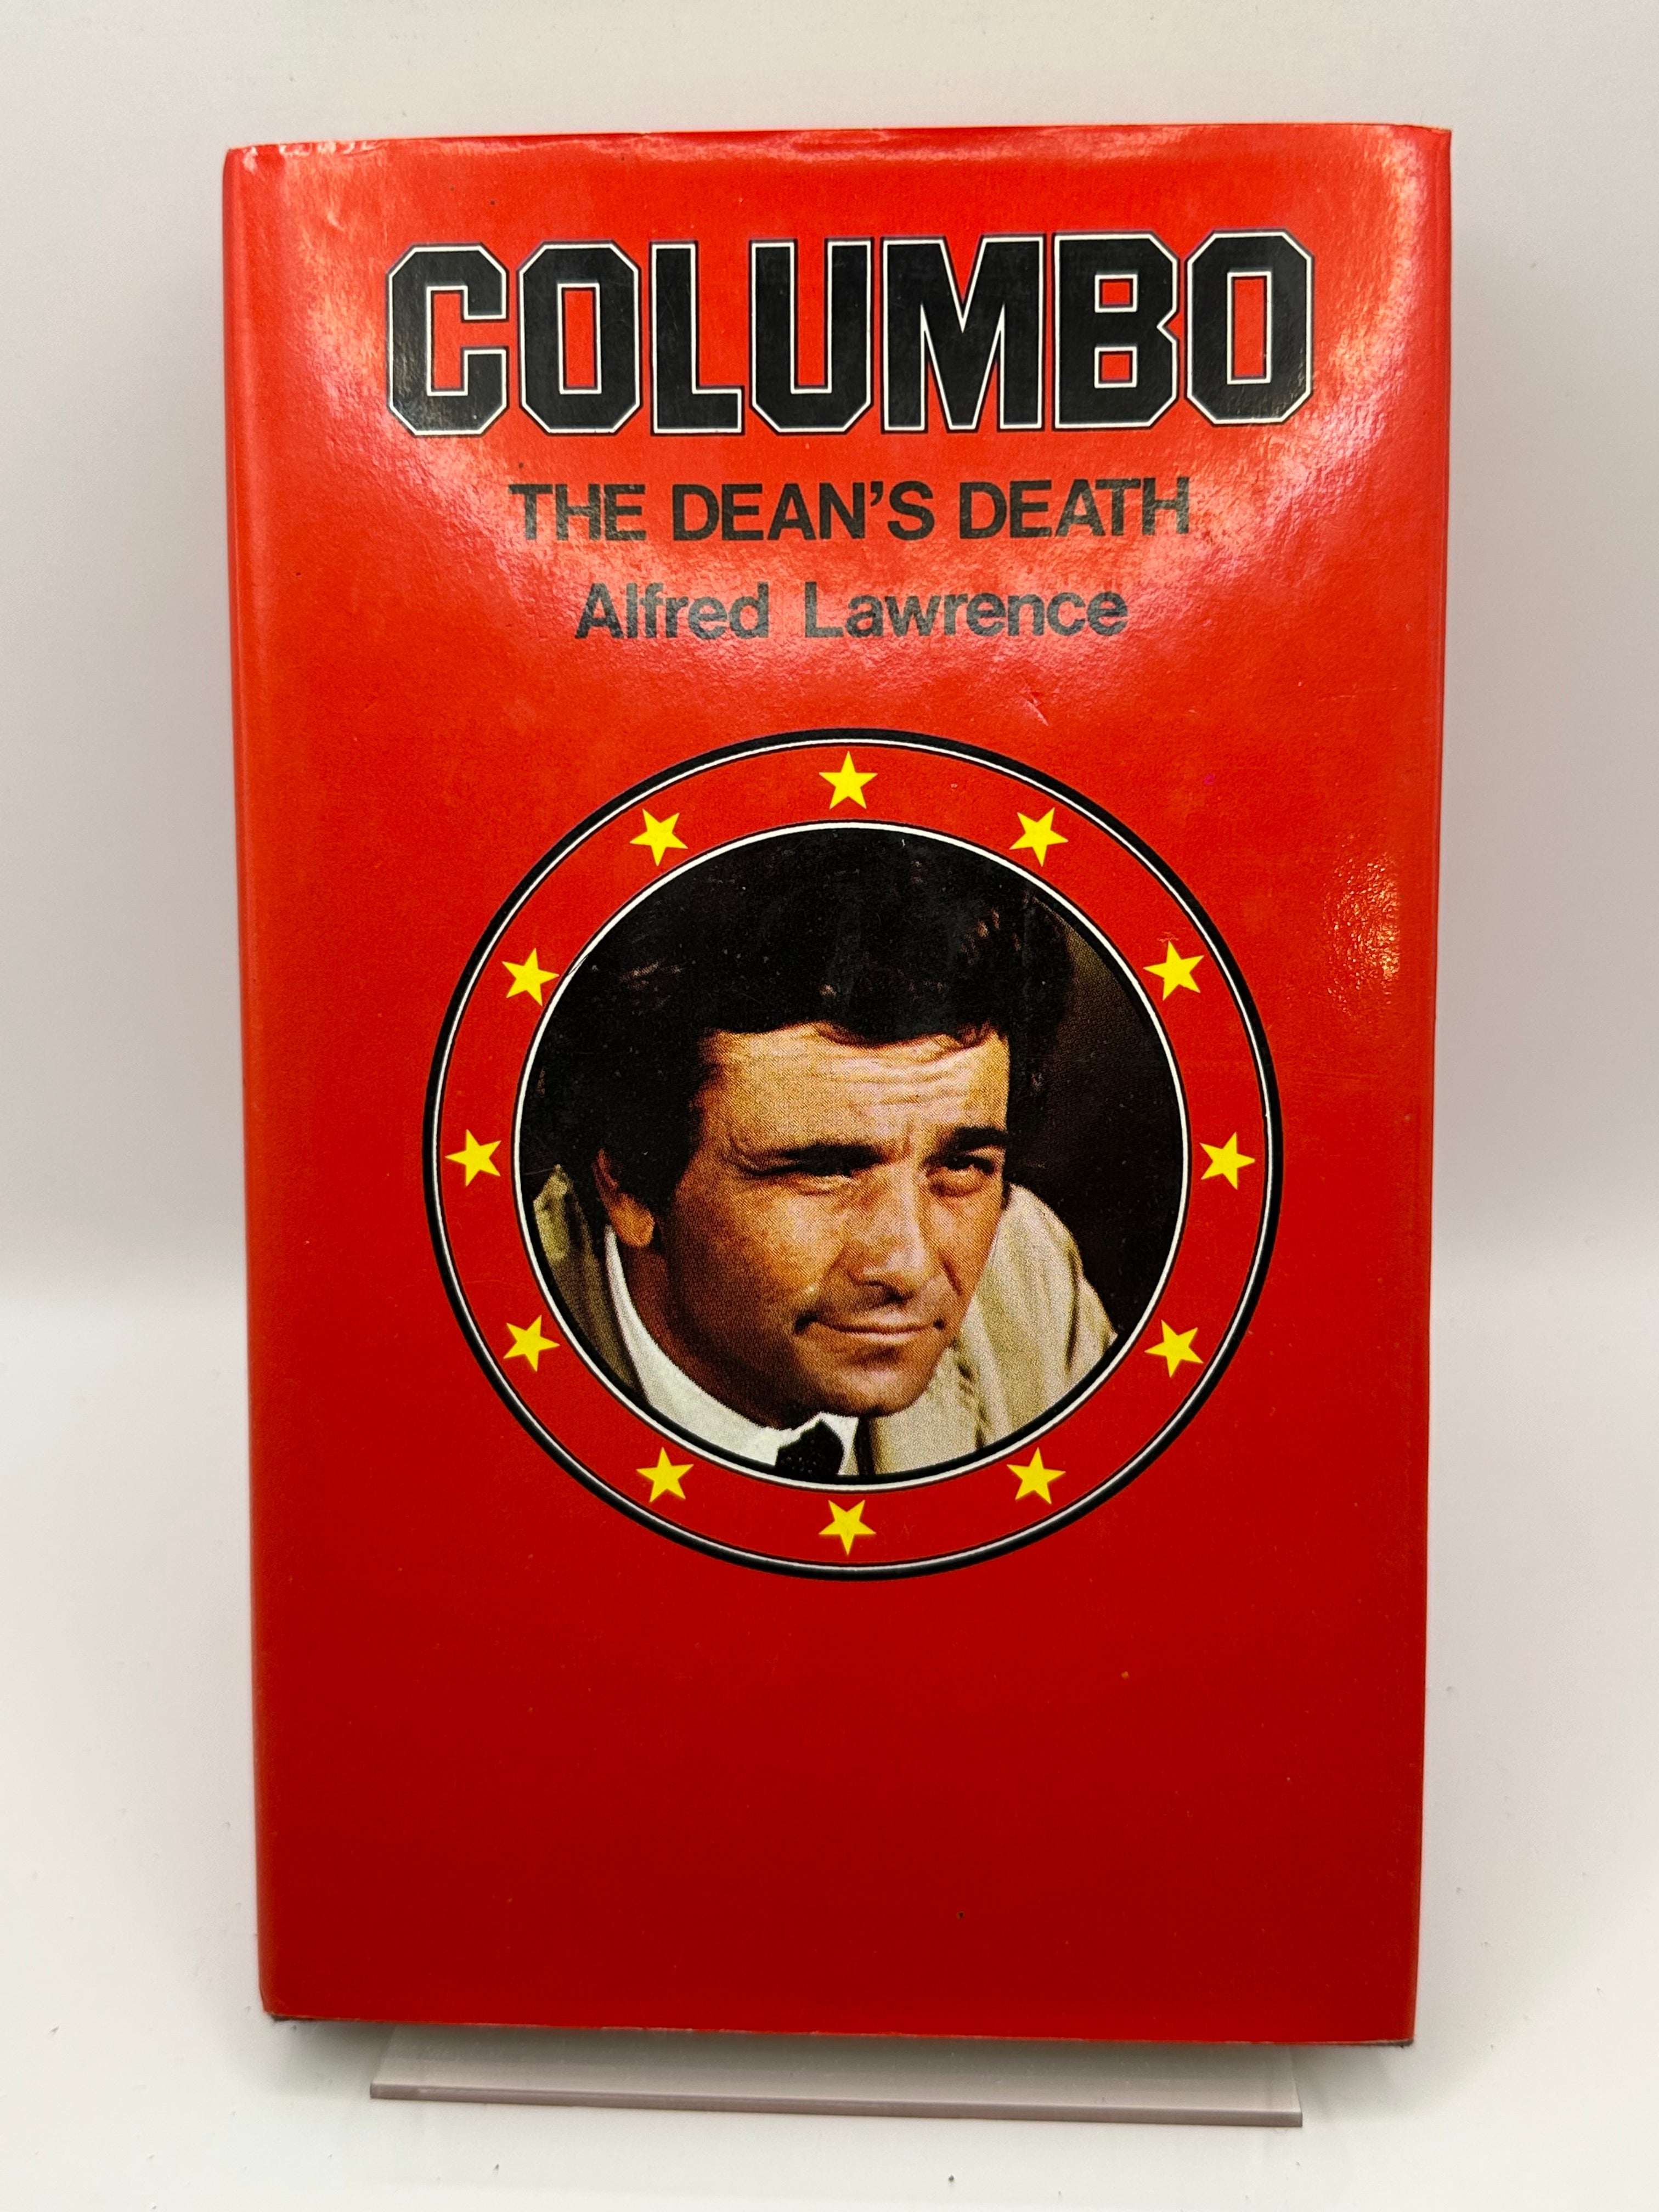 COLUMBO
THE DEAN'S DEATH
Alfred Lawrence